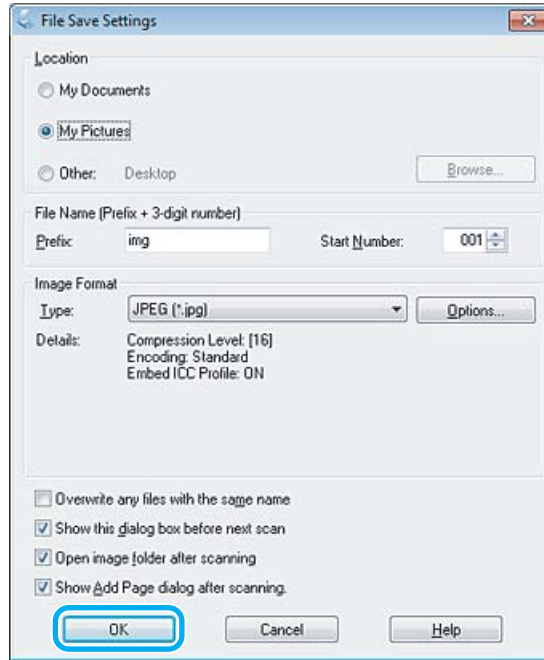 File Save Settings
Location
My Documents
My Pictures
Other: Desktop Browse...
File Name (Prefix + 3-digit number)
Prefix: img Start Number: 001
Image Format
Type: JPEG (*.jpg) Options...
Details: Compression Level: [16]
Encoding: Standard
Embed ICC Profile: ON
Overwrite any files with the same name
Show this dialog box before next scan
Open image folder after scanning
Show Add Page dialog after scanning.
OK Cancel Help